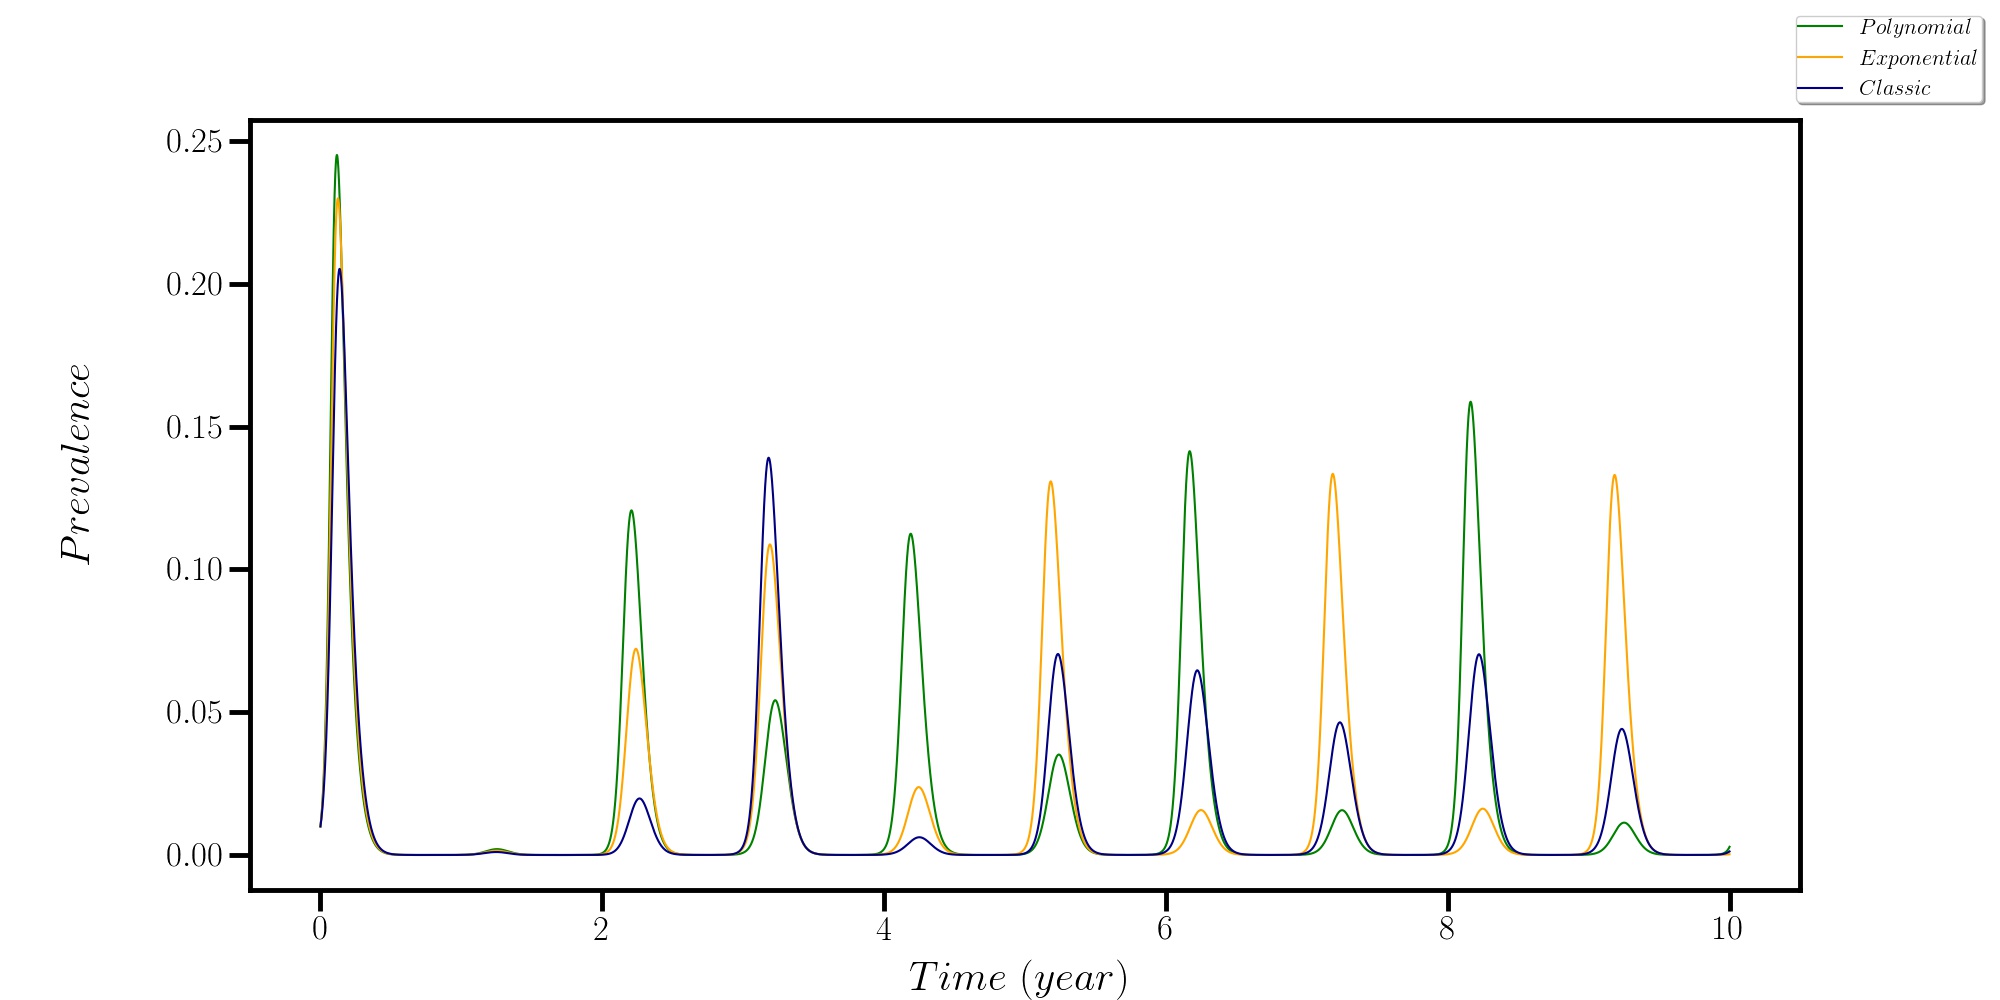 Polynomial
Exponential
Classic
0.25
0.20
0.15
0.10
0.05
0.00
Prevalence
0 2 4 6 8 10
Time (year)